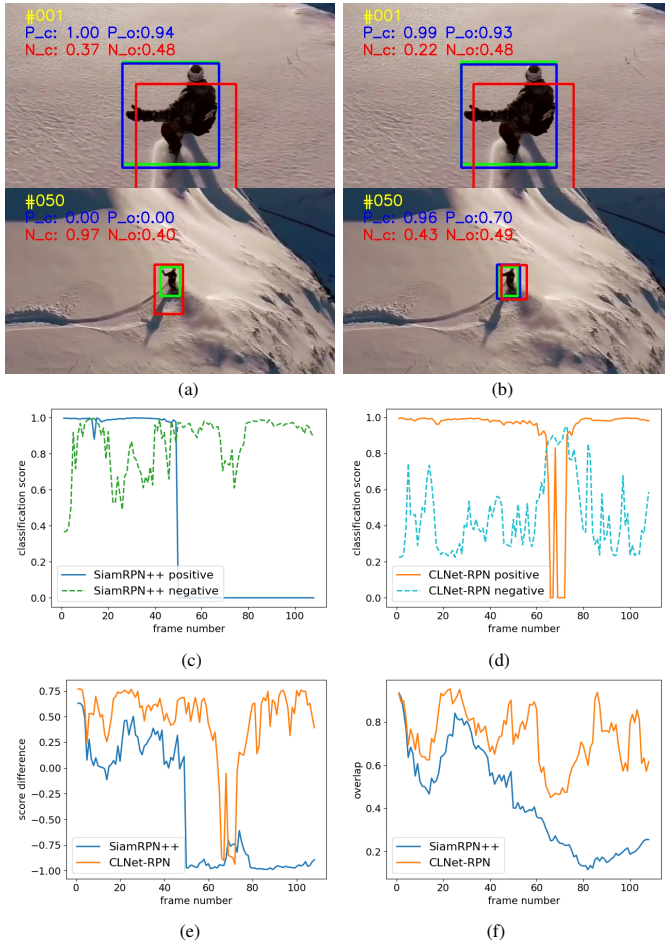 #001
P_c: 1.00 P_o:0.94
N_c: 0.37 N_o:0.48
#001
P_c: 0.99 P_o:0.93
N_c: 0.22 N_o:0.48
#050
P_c: 0.00 P_o:0.00
N_c: 0.97 N_o:0.40
#050
P_c: 0.96 P_o:0.70
N_c: 0.43 N_o:0.49
(a)
(b)
1.0
0.8
0.6
0.4
0.2
0.0
classification score
SiamRPN++ positive
SiamRPN++ negative
0 20 40 60 80 100
frame number
(c)
1.0
0.8
0.6
0.4
0.2
0.0
classification score
CLNet-RPN positive
CLNet-RPN negative
0 20 40 60 80 100
frame number
(d)
0.75
0.50
0.25
0.00
−0.25
−0.50
−0.75
−1.00
score difference
SiamRPN++
CLNet-RPN
0 20 40 60 80 100
frame number
(e)
0.8
0.6
0.4
0.2
overlap
SiamRPN++
CLNet-RPN
0 20 40 60 80 100
frame number
(f)